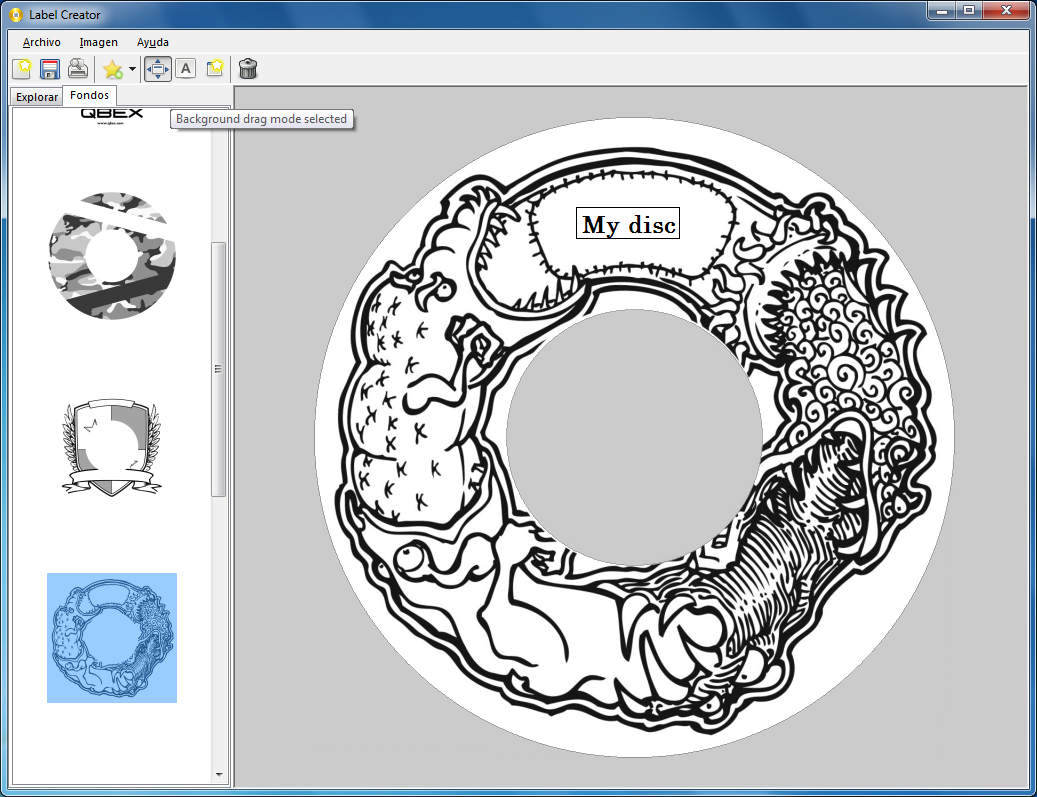 Label Creator
Archivo Imagen Ayuda
A
Explorar Fondos
QBEX
www.qbex.com
Background drag mode selected
My disc